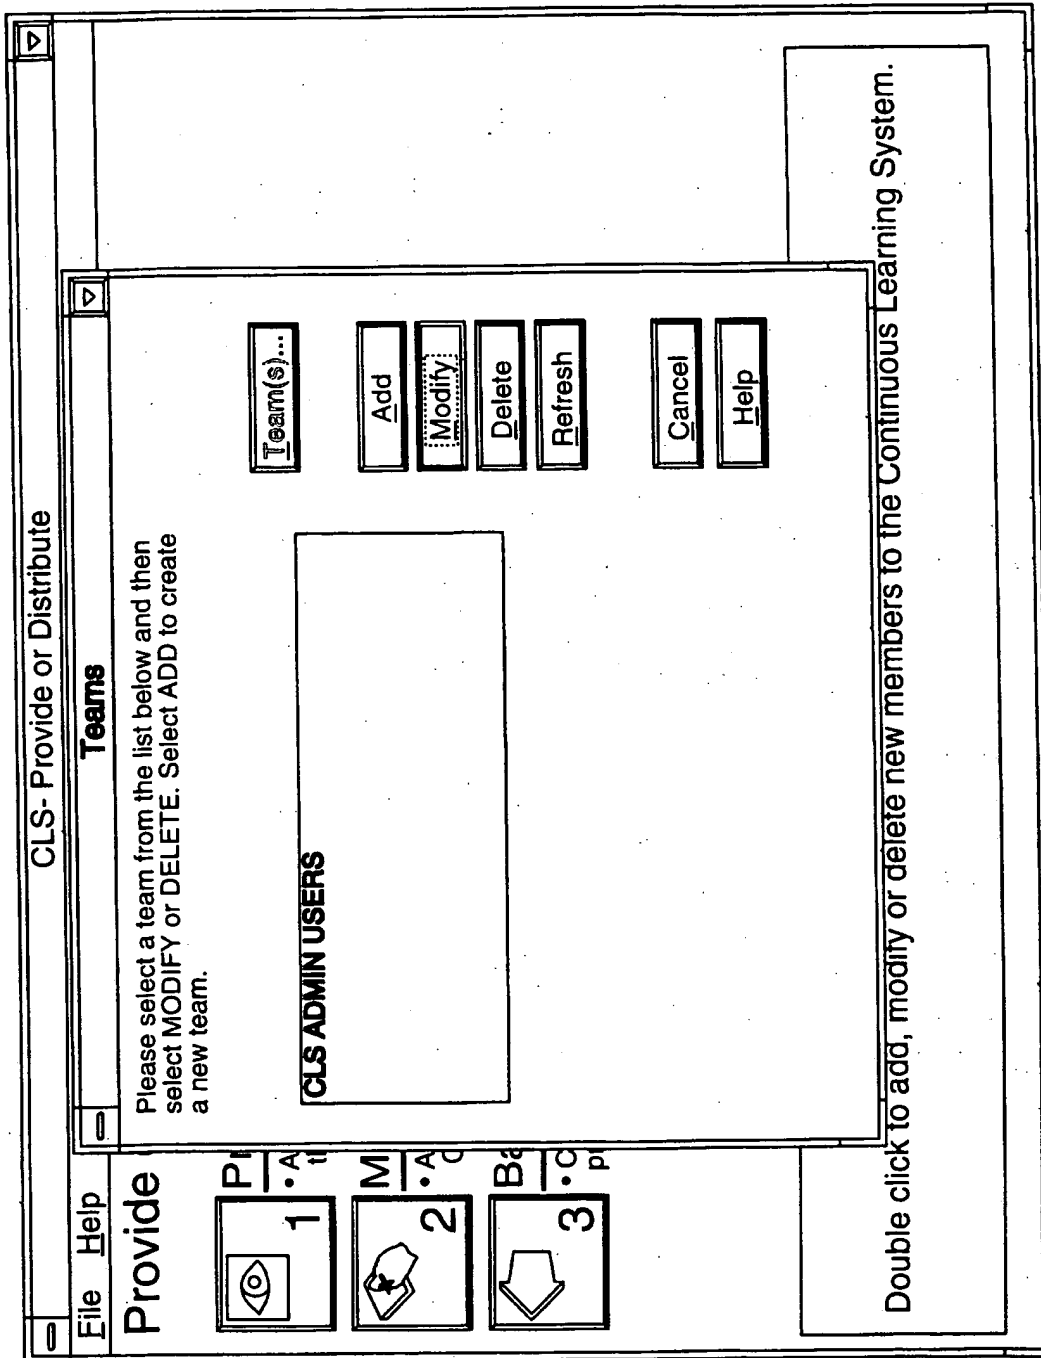 CLS- Provide or Distribute
File Help
Provide
Teams
Please select a team from the list below and then
select MODIFY or DELETE. Select ADD to create
a new team.
CLS ADMIN USERS
Team(s)...
Add
Modify
Delete
Refresh
Cancel
Help
1
2
3
Double click to add, modify or delete new members to the Continuous Learning System.